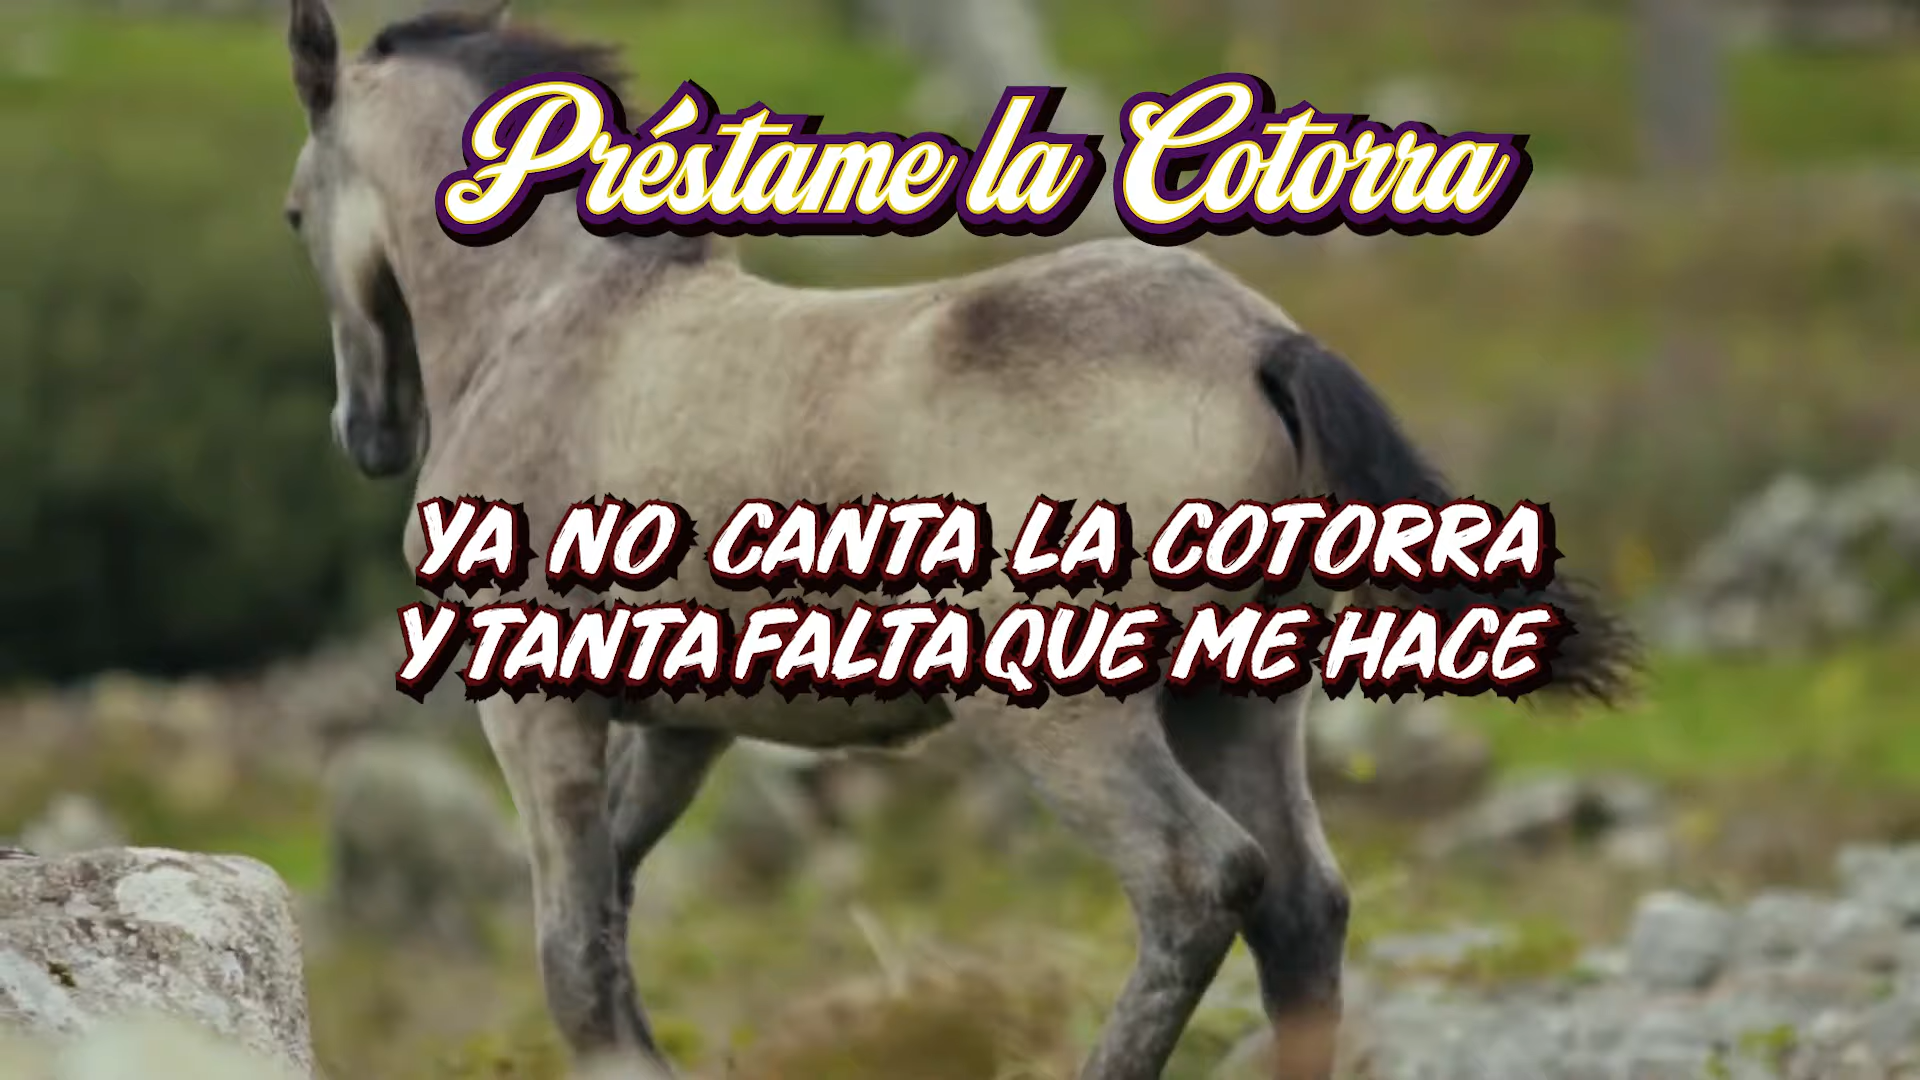 Préstame la Cotorra
YA NO CANTA LA COTORRA
Y TANTA FALTA QUE ME HACE